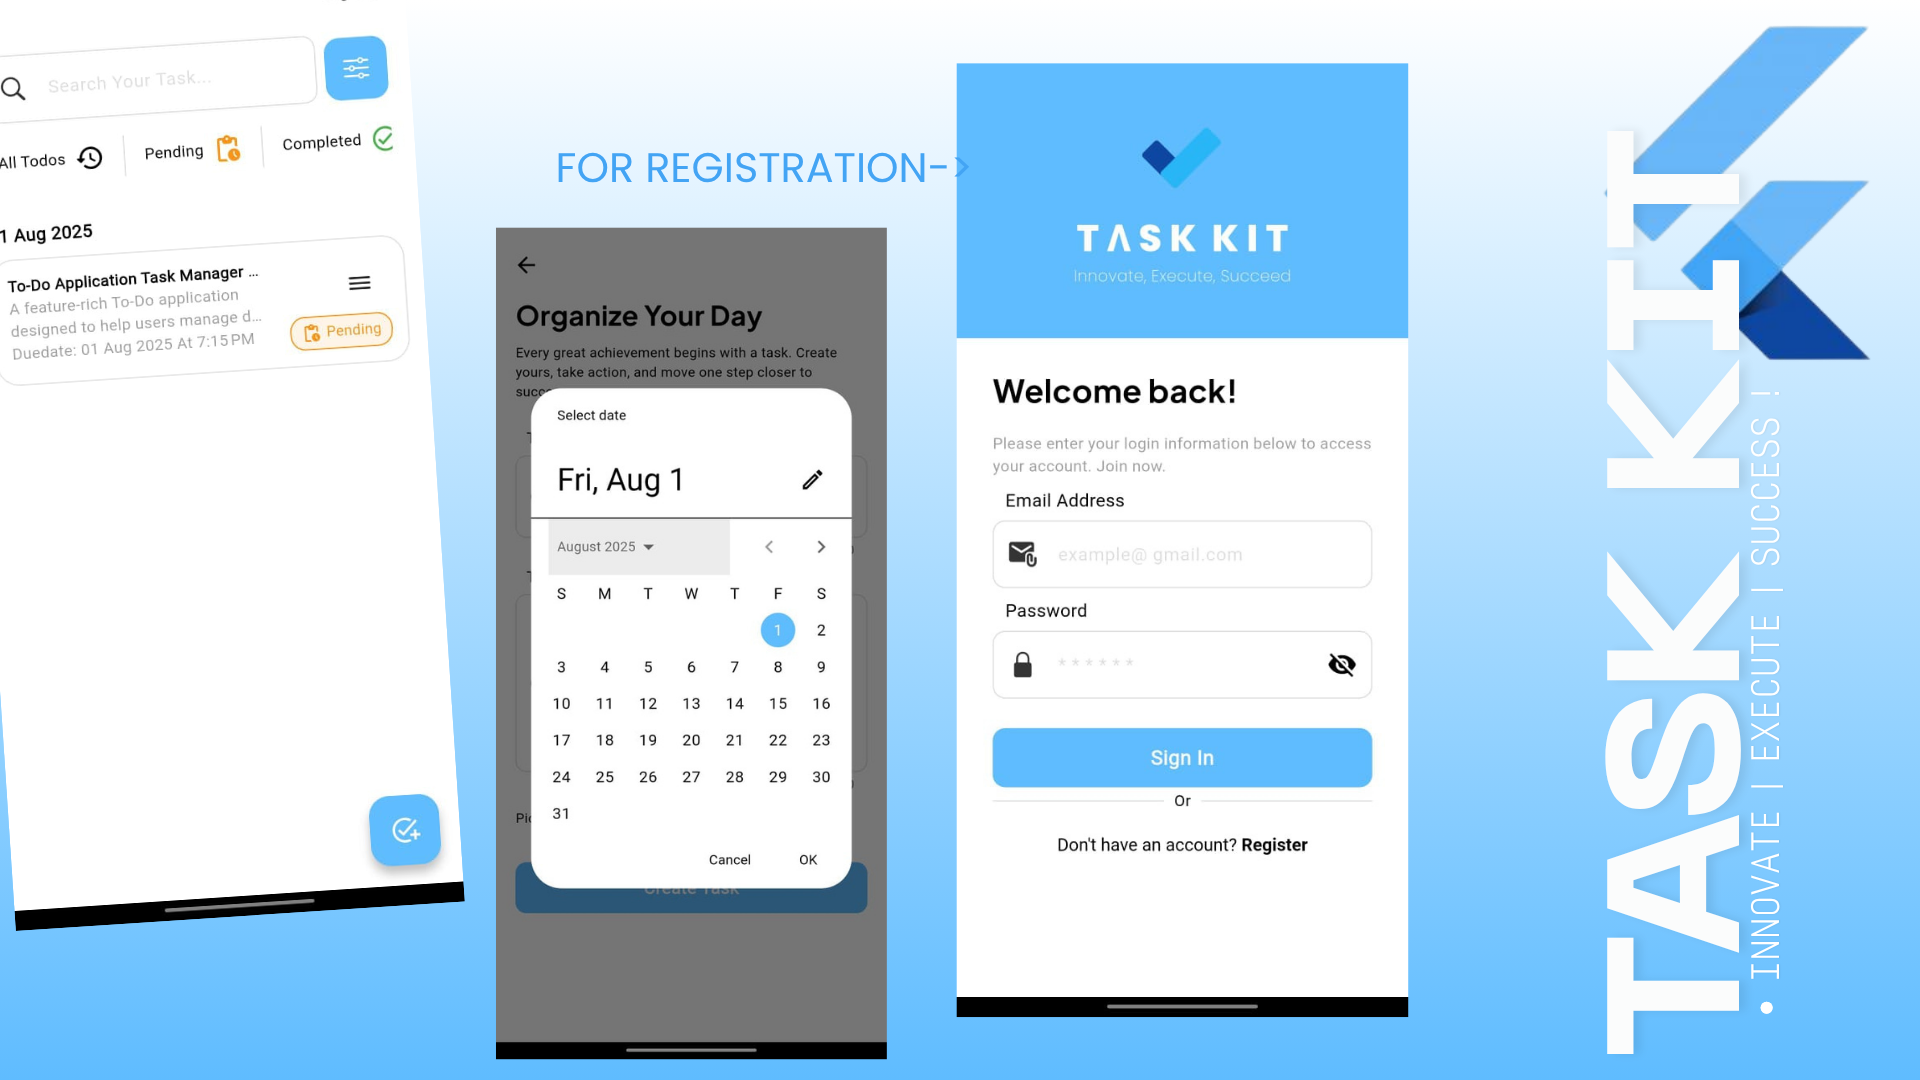 Search Your Task...
All Todos
Pending
Completed
1 Aug 2025
To-Do Application Task Manager ...
A feature-rich To-Do application
designed to help users manage d...
Duedate: 01 Aug 2025 At 7:15 PM
Pending
FOR REGISTRATION->
Organize Your Day
Every great achievement begins with a task. Create
yours, take action, and move one step closer to
Select date
Fri, Aug 1
August 2025
S M T W T F S
1 2
3 4 5 6 7 8 9
10 11 12 13 14 15 16
17 18 19 20 21 22 23
24 25 26 27 28 29 30
31
Cancel OK
Create Task
TASK KIT
Innovate, Execute, Succeed
Welcome back!
Please enter your login information below to access
your account. Join now.
Email Address
example@ gmail.com
Password
******
Sign In
Or
Don't have an account? Register
TASK KIT
• INNOVATE | EXECUTE | SUCCESS !